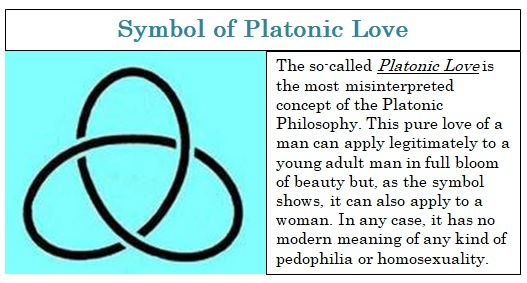 Symbol of Platonic Love
The so-called Platonic Love is
the most misinterpreted
concept of the Platonic
Philosophy. This pure love of a
man can apply legitimately to a
young adult man in full bloom
of beauty but, as the symbol
shows, it can also apply to a
woman. In any case, it has no
modern meaning of any kind of
pedophilia or homosexuality.